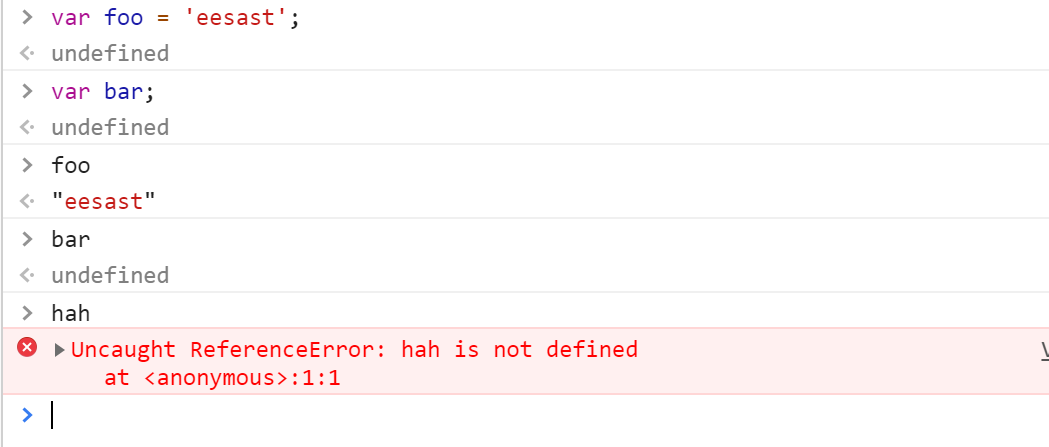 > var foo = 'eesast';
undefined
> var bar;
undefined
> foo
"eesast"
> bar
undefined
> hah
Uncaught ReferenceError: hah is not defined
at <anonymous>:1:1
>